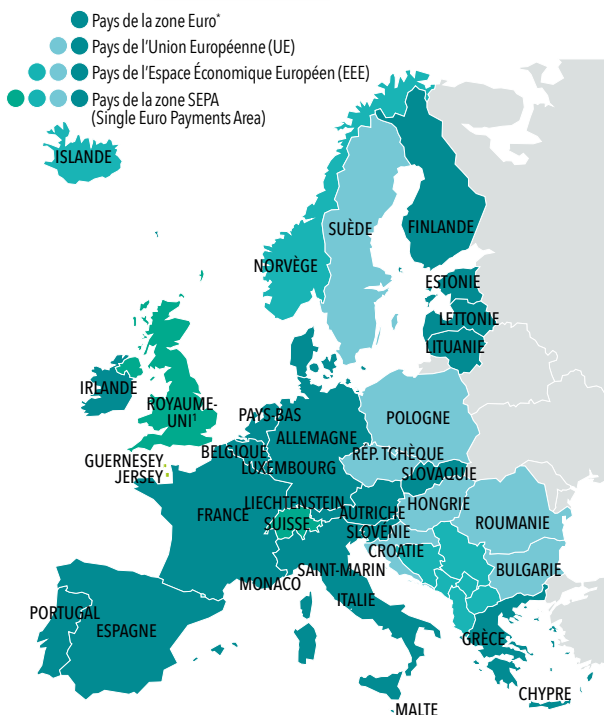 Pays de la zone Euro*
Pays de l'Union Européenne (UE)
Pays de l'Espace Économique Européen (EEE)
Pays de la zone SEPA
(Single Euro Payments Area)
ISLANDE
SUÈDE
FINLANDE
NORVÈGE
ESTONIE
LETTONIE
LITUANIE
IRLANDE
ROYAUME-
UNI¹
PAYS-BAS
POLOGNE
ALLEMAGNE
BELGIQUE
RÉP. TCHÈQUE
GUERNESEY
LUXEMBOURG
SLOVAQUIE
JERSEY
LIECHTENSTEIN
HONGRIE
FRANCE
AUTRICHE
SUISSE
ROUMANIE
SLOVÉNIE
CROATIE
SAINT-MARIN
BULGARIE
MONACO
ITALIE
PORTUGAL
ESPAGNE
GRÈCE
CHYPRE
MALTE